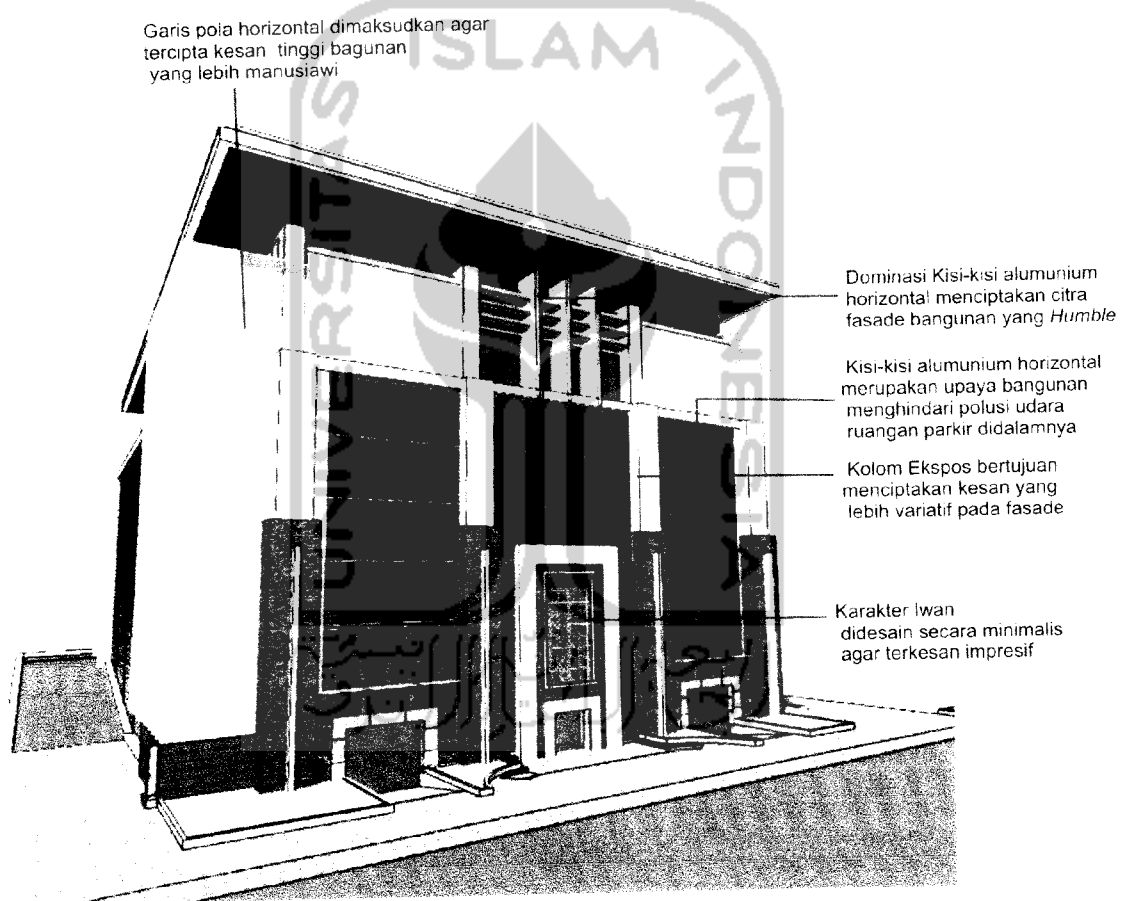 Garis pola horizontal dimaksudkan agar
tercipta kesan tinggi bagunan
yang lebih manusiawi
ISLAM
UNIVERSITAS
INDONESIA
Dominasi Kisi-kisi alumunium
horizontal menciptakan citra
fasade bangunan yang Humble
Kisi-kisi alumunium horizontal
merupakan upaya bangunan
menghindari polusi udara
ruangan parkir didalamnya
Kolom Ekspos bertujuan
menciptakan kesan yang
lebih variatif pada fasade
Karakter Iwan
didesain secara minimalis
agar terkesan impresif